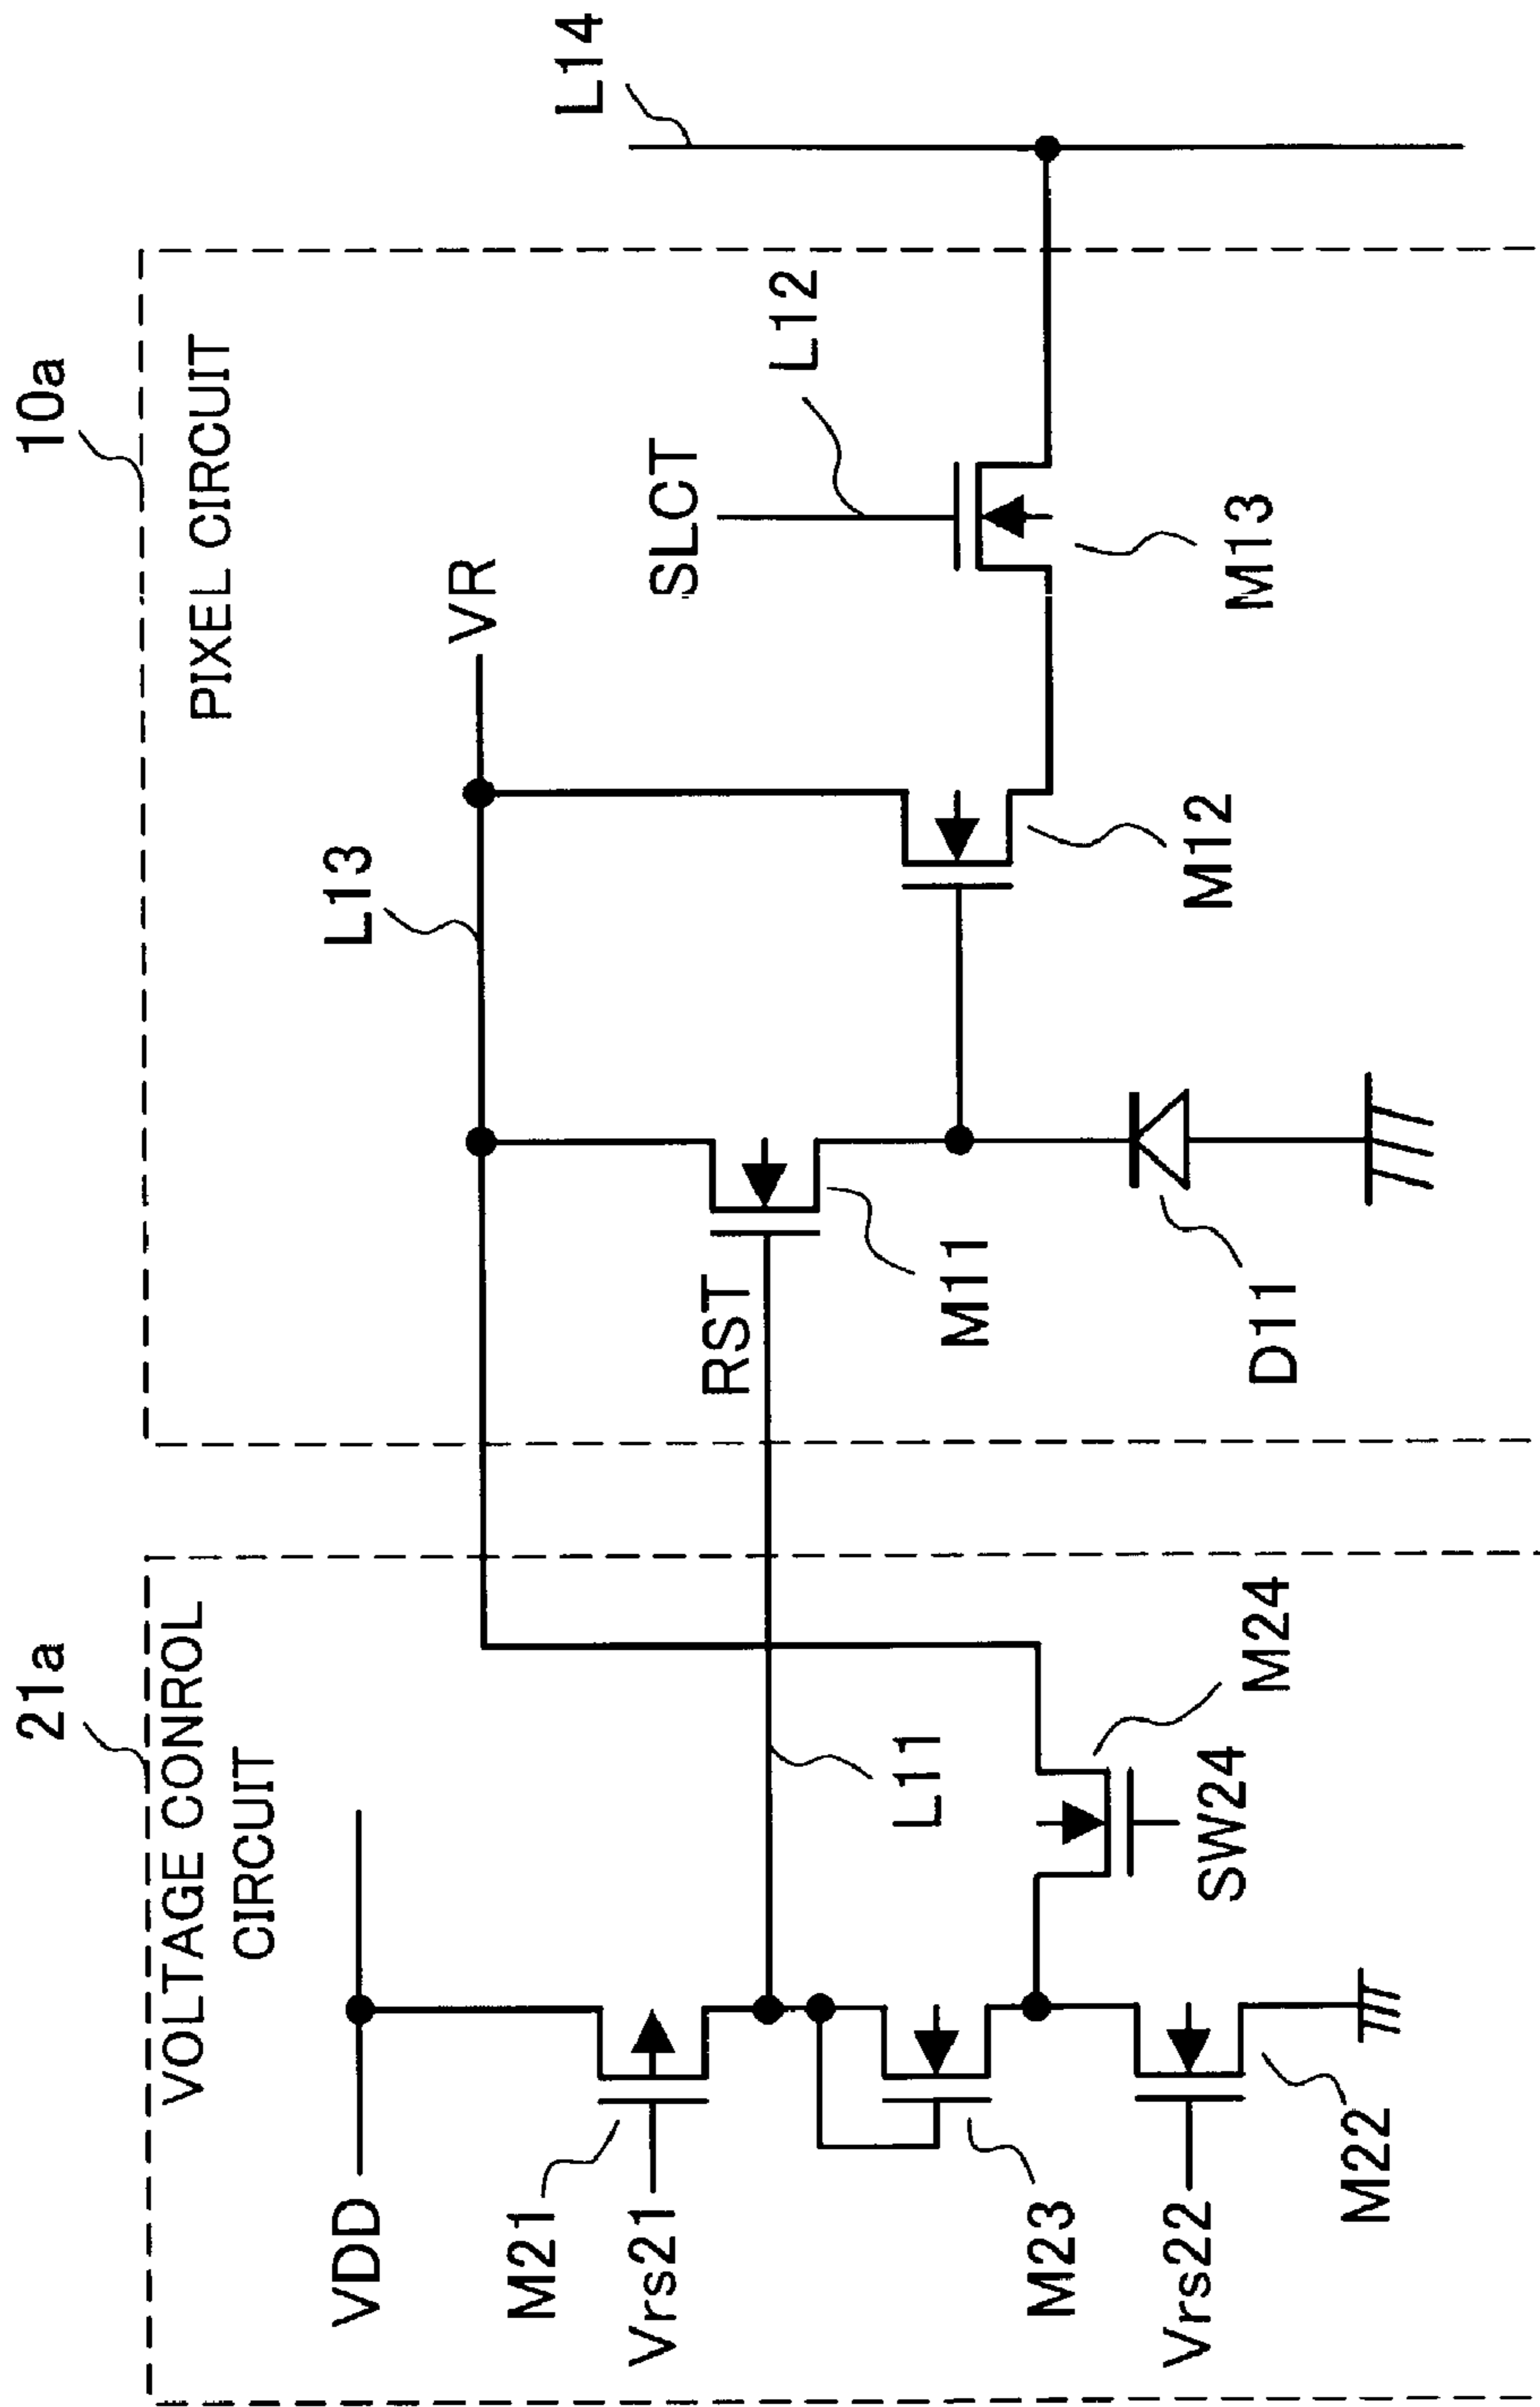 21a
10a
VOLTAGE CONROL
CIRCUIT
PIXEL CIRCUIT
VDD
L13
VR
L14
M21
Vrs21
RST
SLCT
L12
L11
M11
M23
Vrs22
SW24
M24
M12
M13
D11
M22